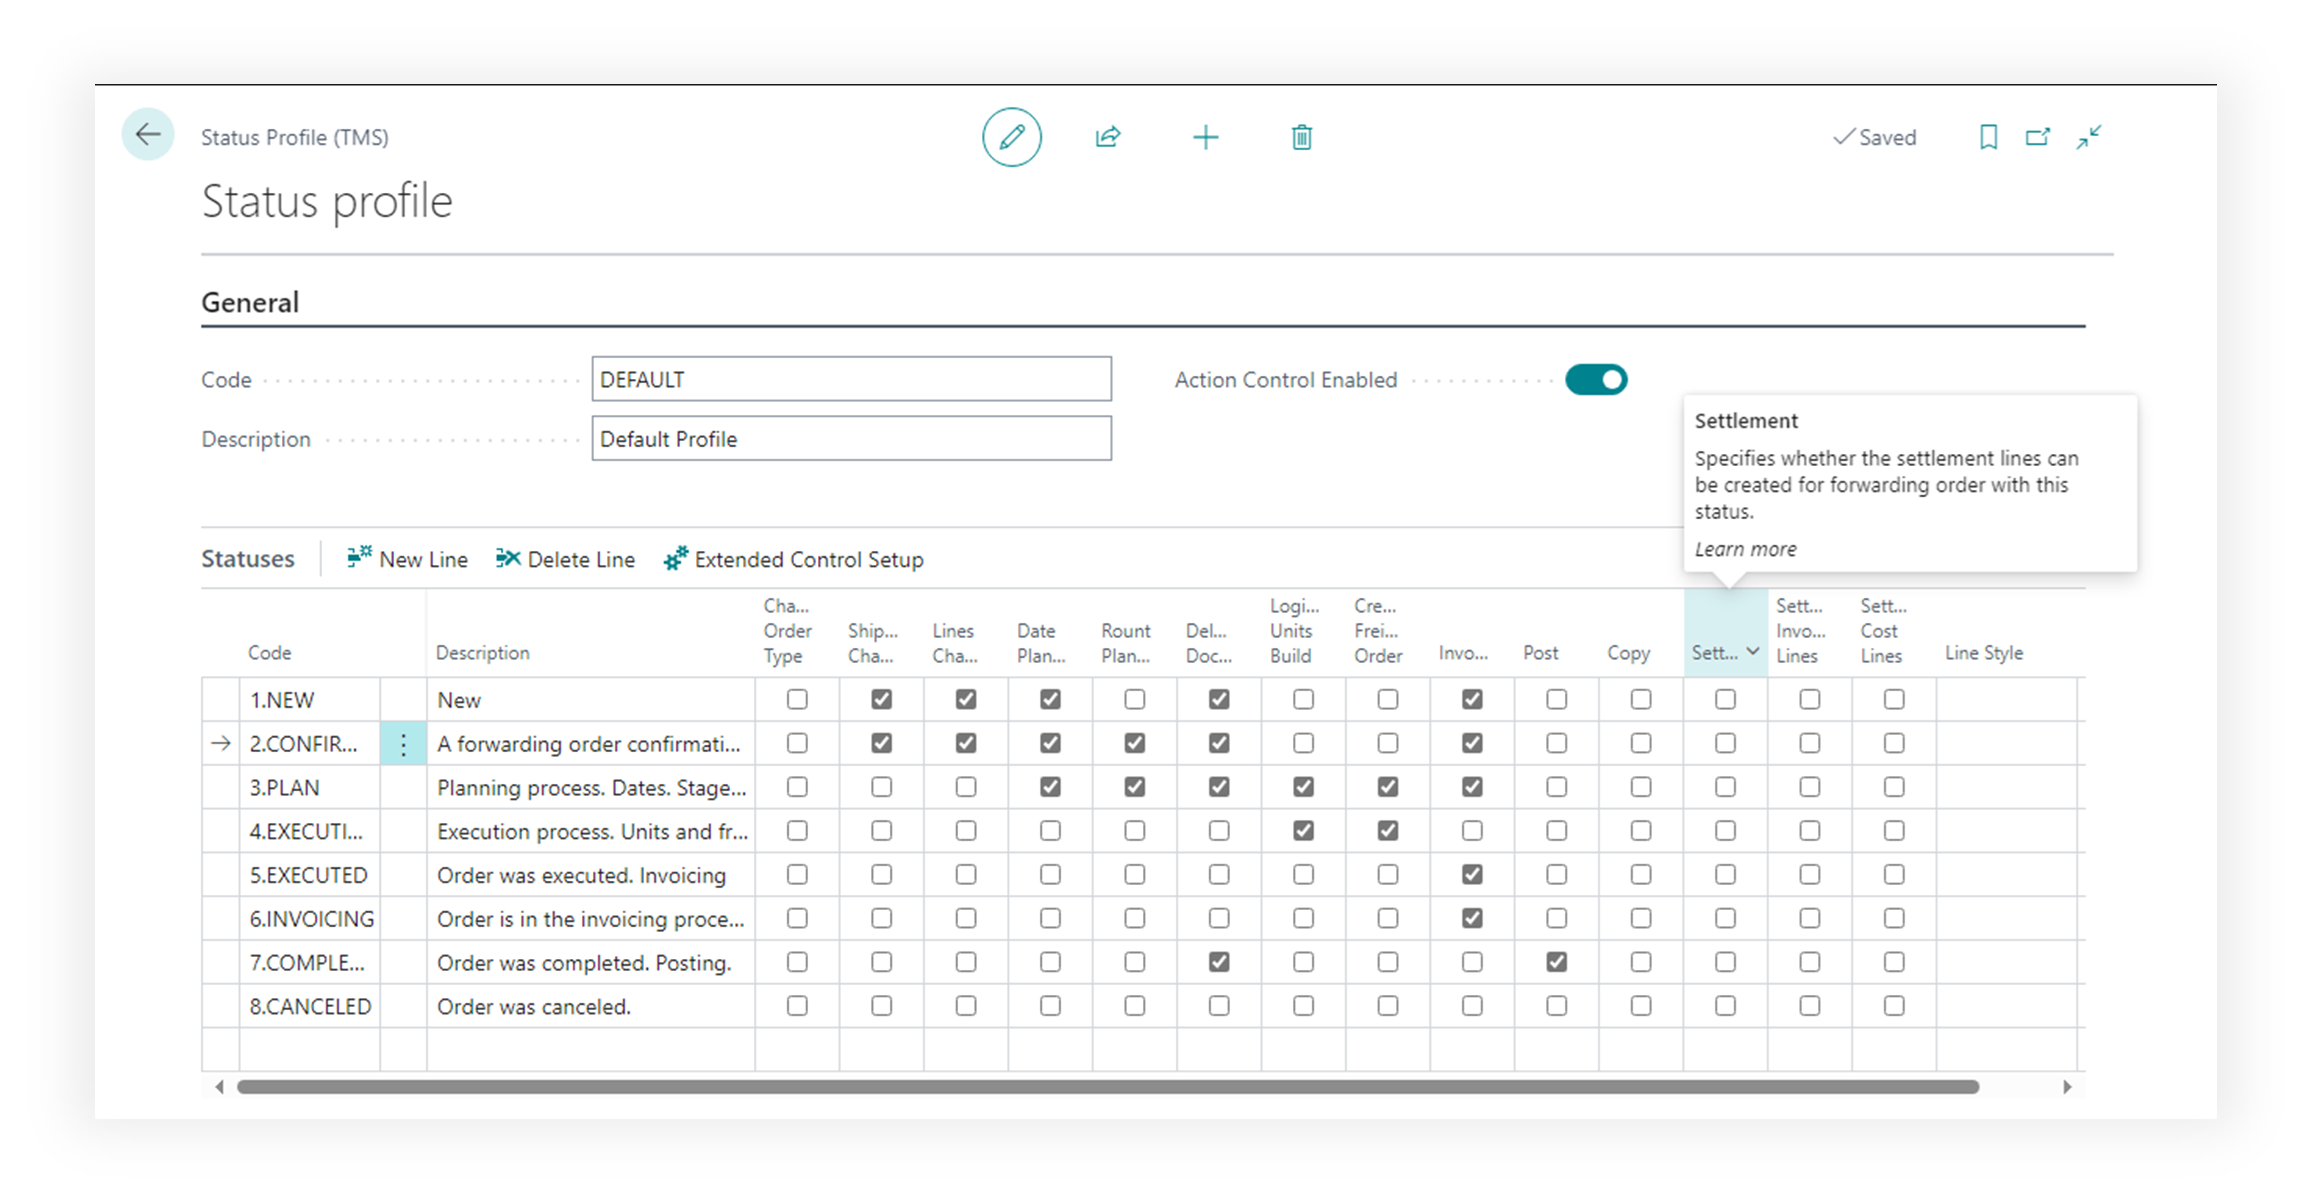 Status Profile (TMS)
Saved
Status profile
General
Code
DEFAULT
Action Control Enabled
Description
Default Profile
Settlement
Specifies whether the settlement lines can
be created for forwarding order with this
status.
Learn more
Statuses
New Line
Delete Line
Extended Control Setup
Code
Description
Cha...
Order
Type
Ship...
Cha...
Lines
Cha...
Date
Plan...
Rount
Plan...
Del...
Doc...
Logi...
Units
Build
Cre...
Frei...
Order
Invo...
Post
Copy
Sett...
Sett...
Invo...
Lines
Sett...
Cost
Lines
Line Style
1.NEW New
2.CONFIR... A forwarding order confirmati...
3.PLAN Planning process. Dates. Stage...
4.EXECUTI... Execution process. Units and fr...
5.EXECUTED Order was executed. Invoicing
6.INVOICING Order is in the invoicing proce...
7.COMPLE... Order was completed. Posting.
8.CANCELED Order was canceled.